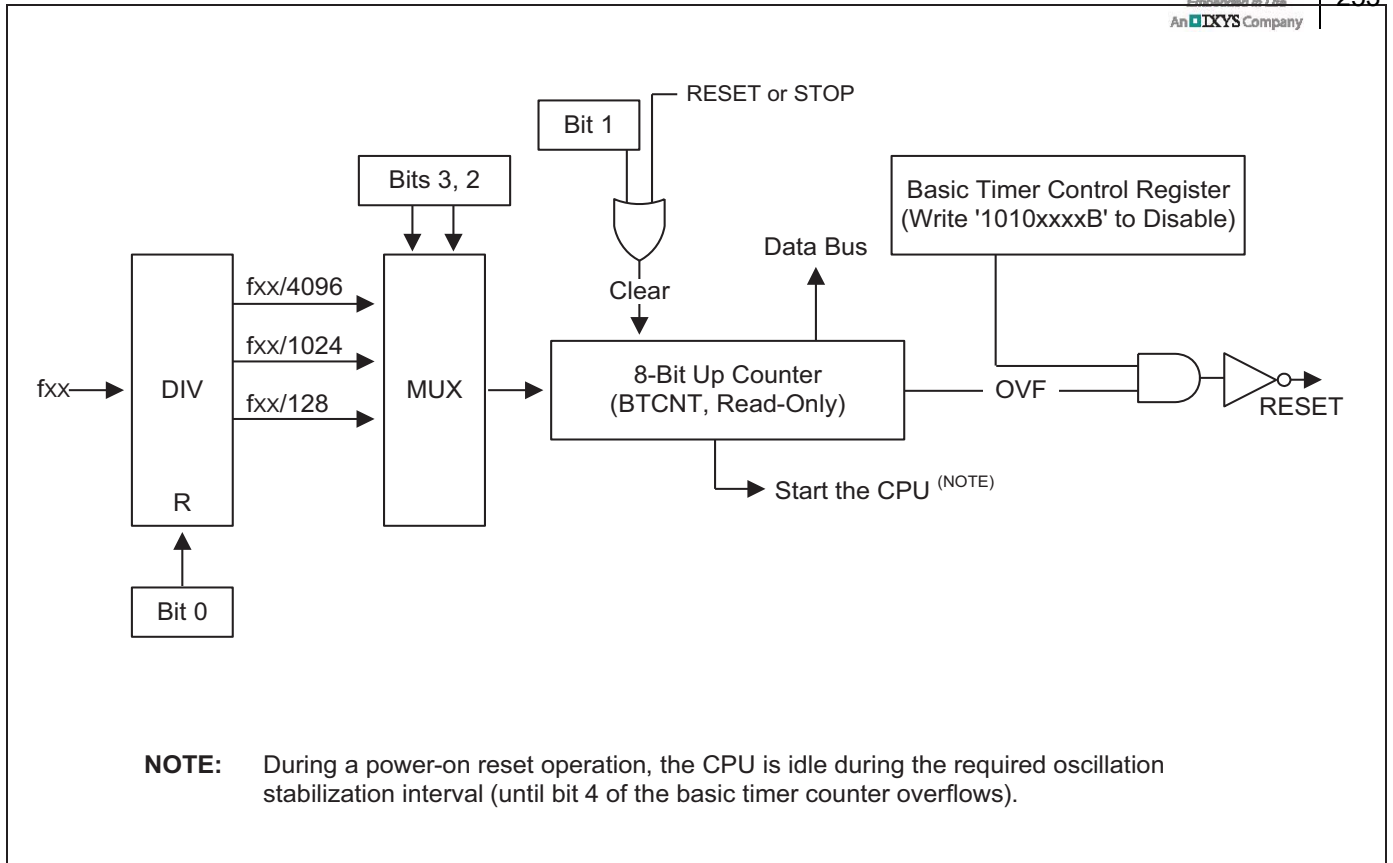 An IXYS Company
RESET or STOP
Bit 1
Bits 3, 2
Basic Timer Control Register
(Write '1010xxxxB' to Disable)
Data Bus
fxx/4096
Clear
fxx/1024
8-Bit Up Counter
(BTCNT, Read-Only)
fxx
DIV
MUX
OVF
fxx/128
RESET
R
Start the CPU (NOTE)
Bit 0
NOTE: During a power-on reset operation, the CPU is idle during the required oscillation
stabilization interval (until bit 4 of the basic timer counter overflows).